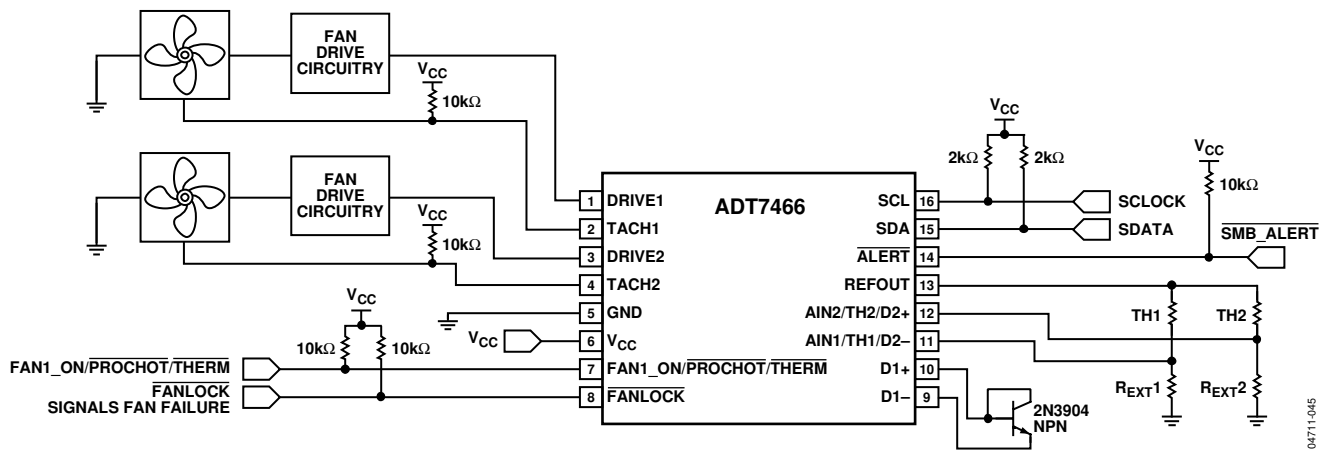 FAN
DRIVE
CIRCUITRY
VCC
10kΩ
FAN
DRIVE
CIRCUITRY
VCC
10kΩ
VCC
10kΩ
10kΩ
FAN1_ON/PROCHOT/THERM
FANLOCK
SIGNALS FAN FAILURE
VCC
ADT7466
1 DRIVE1
2 TACH1
3 DRIVE2
4 TACH2
5 GND
6 VCC
7 FAN1_ON/PROCHOT/THERM
8 FANLOCK
SCL 16
SDA 15
ALERT 14
REFOUT 13
AIN2/TH2/D2+ 12
AIN1/TH1/D2– 11
D1+ 10
D1– 9
VCC
2kΩ
2kΩ
VCC
10kΩ
SCLOCK
SDATA
SMB_ALERT
TH1
TH2
REXT1
REXT2
2N3904
NPN
04711-045